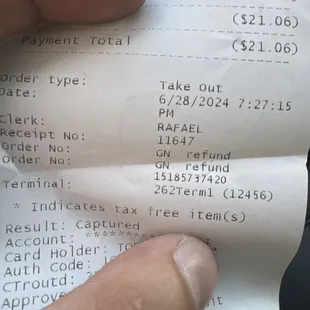 ($21.06)
Payment Total ($21.06)
Order type: Take Out
Date: 6/28/2024 7:27:15
PM
Clerk: RAFAEL
Receipt No: 11647
Order No: GN refund
Order No: GN refund
15185737420
Terminal: 262Term1 (12456)
* Indicates tax free item(s)
Result: Captured
Account: **********
Card Holder:
Auth Code:
CTroutd: